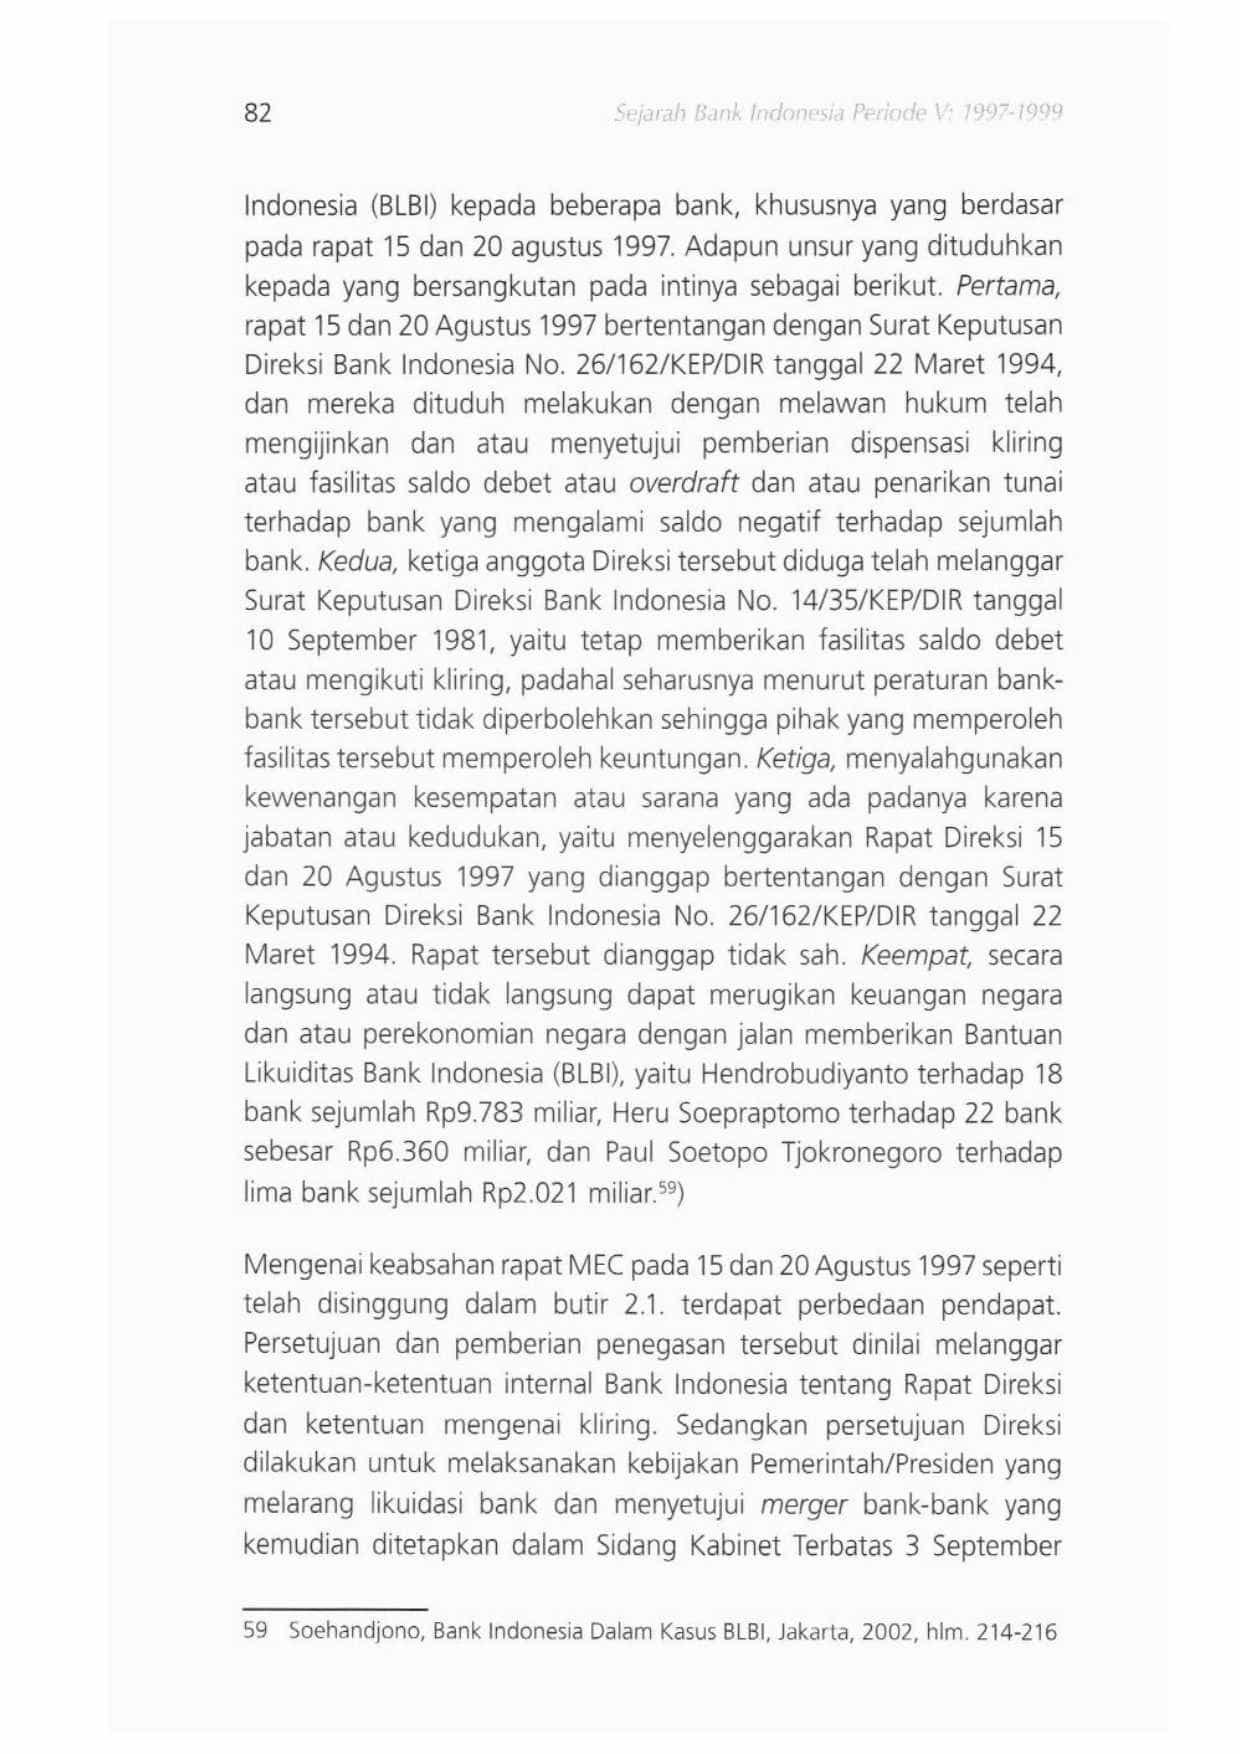 82
Sejarah Bank Indonesia Periode V: 1997-1999
Indonesia (BLBI) kepada beberapa bank, khususnya yang berdasar
pada rapat 15 dan 20 agustus 1997. Adapun unsur yang dituduhkan
kepada yang bersangkutan pada intinya sebagai berikut. Pertama,
rapat 15 dan 20 Agustus 1997 bertentangan dengan Surat Keputusan
Direksi Bank Indonesia No. 26/162/KEP/DIR tanggal 22 Maret 1994,
dan mereka dituduh melakukan dengan melawan hukum telah
mengijinkan dan atau menyetujui pemberian dispensasi kliring
atau fasilitas saldo debet atau overdraft dan atau penarikan tunai
terhadap bank yang mengalami saldo negatif terhadap sejumlah
bank. Kedua, ketiga anggota Direksi tersebut diduga telah melanggar
Surat Keputusan Direksi Bank Indonesia No. 14/35/KEP/DIR tanggal
10 September 1981, yaitu tetap memberikan fasilitas saldo debet
atau mengikuti kliring, padahal seharusnya menurut peraturan bank-
bank tersebut tidak diperbolehkan sehingga pihak yang memperoleh
fasilitas tersebut memperoleh keuntungan. Ketiga, menyalahgunakan
kewenangan kesempatan atau sarana yang ada padanya karena
jabatan atau kedudukan, yaitu menyelenggarakan Rapat Direksi 15
dan 20 Agustus 1997 yang dianggap bertentangan dengan Surat
Keputusan Direksi Bank Indonesia No. 26/162/KEP/DIR tanggal 22
Maret 1994. Rapat tersebut dianggap tidak sah. Keempat, secara
langsung atau tidak langsung dapat merugikan keuangan negara
dan atau perekonomian negara dengan jalan memberikan Bantuan
Likuiditas Bank Indonesia (BLBI), yaitu Hendrobudiyanto terhadap 18
bank sejumlah Rp9.783 miliar, Heru Soepraptomo terhadap 22 bank
sebesar Rp6.360 miliar, dan Paul Soetopo Tjokronegoro terhadap
lima bank sejumlah Rp2.021 miliar.59)
Mengenai keabsahan rapat MEC pada 15 dan 20 Agustus 1997 seperti
telah disinggung dalam butir 2.1. terdapat perbedaan pendapat.
Persetujuan dan pemberian penegasan tersebut dinilai melanggar
ketentuan-ketentuan internal Bank Indonesia tentang Rapat Direksi
dan ketentuan mengenai kliring. Sedangkan persetujuan Direksi
dilakukan untuk melaksanakan kebijakan Pemerintah/Presiden yang
melarang likuidasi bank dan menyetujui merger bank-bank yang
kemudian ditetapkan dalam Sidang Kabinet Terbatas 3 September
59 Soehandjono, Bank Indonesia Dalam Kasus BLBI, Jakarta, 2002, hlm. 214-216